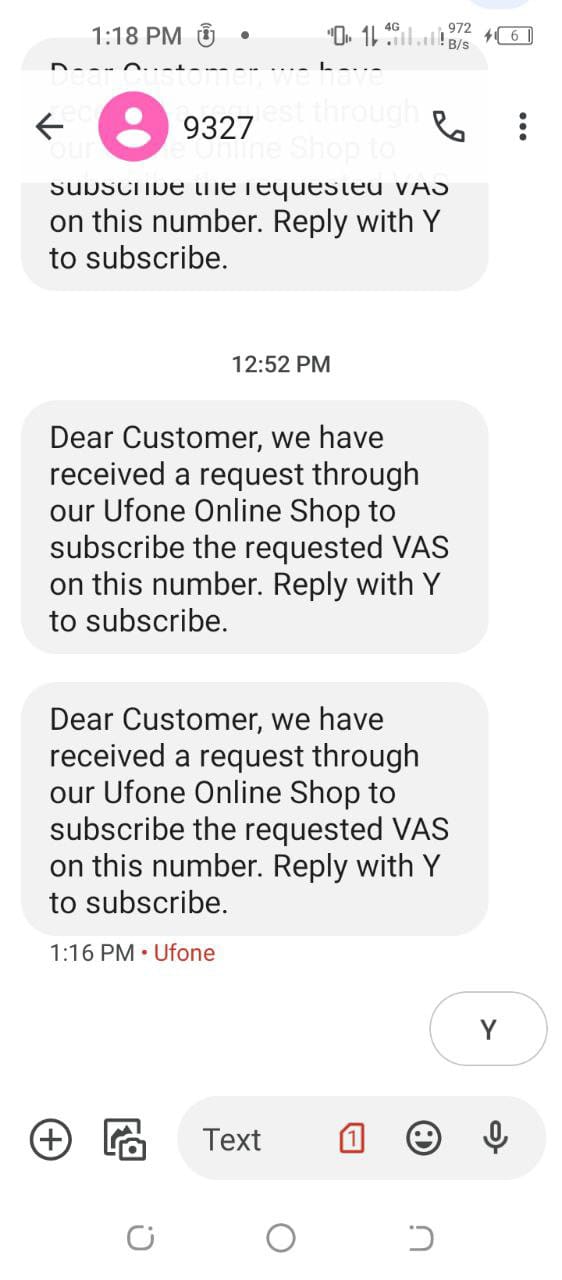 1:18 PM
4G
972
B/s
6
Dear Customer, we have
received a request through
our Ufone Online Shop to
9327
subscribe the requested VAS
on this number. Reply with Y
to subscribe.
12:52 PM
Dear Customer, we have
received a request through
our Ufone Online Shop to
subscribe the requested VAS
on this number. Reply with Y
to subscribe.
Dear Customer, we have
received a request through
our Ufone Online Shop to
subscribe the requested VAS
on this number. Reply with Y
to subscribe.
1:16 PM • Ufone
Y
Text
1